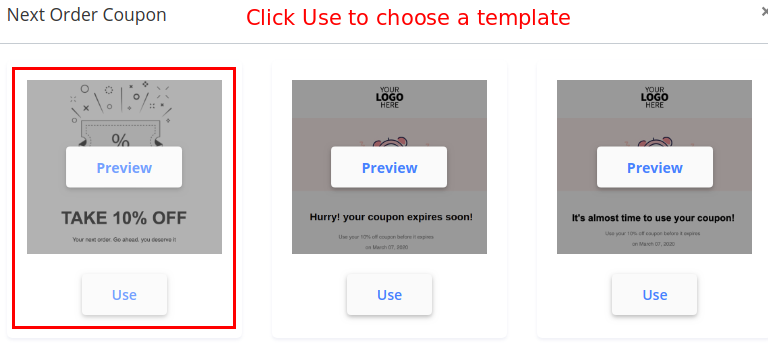 Next Order Coupon
Click Use to choose a template
×
%
Preview
TAKE 10% OFF
Your next order. Go ahead, you deserve it
Use
YOUR
LOGO
HERE
Preview
Hurry! your coupon expires soon!
Use your 10% off coupon before it expires
on March 07, 2020
Use
YOUR
LOGO
HERE
Preview
It's almost time to use your coupon!
Use your 10% off coupon before it expires
on March 07, 2020
Use